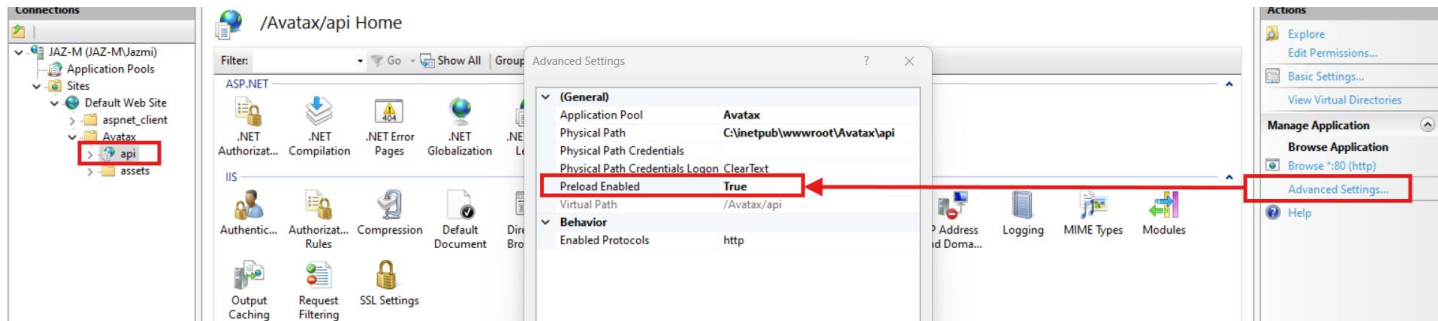 Connections
JAZ-M (JAZ-M\Jazmi)
Application Pools
Sites
Default Web Site
aspnet_client
Avatax
api
assets
/Avatax/api Home
Filter:
Go
Show All
Group
ASP.NET
.NET Authorizat...
.NET Compilation
404
.NET Error Pages
.NET Globalization
IIS
Authentic...
Authorizat... Rules
Compression
Default Document
Output Caching
Request Filtering
SSL Settings
Logging
MIME Types
Modules
Advanced Settings
?
(General)
Application Pool Avatax
Physical Path C:\inetpub\wwwroot\Avatax\api
Physical Path Credentials
Physical Path Credentials Logon ClearText
Preload Enabled True
Virtual Path /Avatax/api
Behavior
Enabled Protocols http
Actions
Explore
Edit Permissions...
Basic Settings...
View Virtual Directories
Manage Application
Browse Application
Browse *:80 (http)
Advanced Settings...
Help